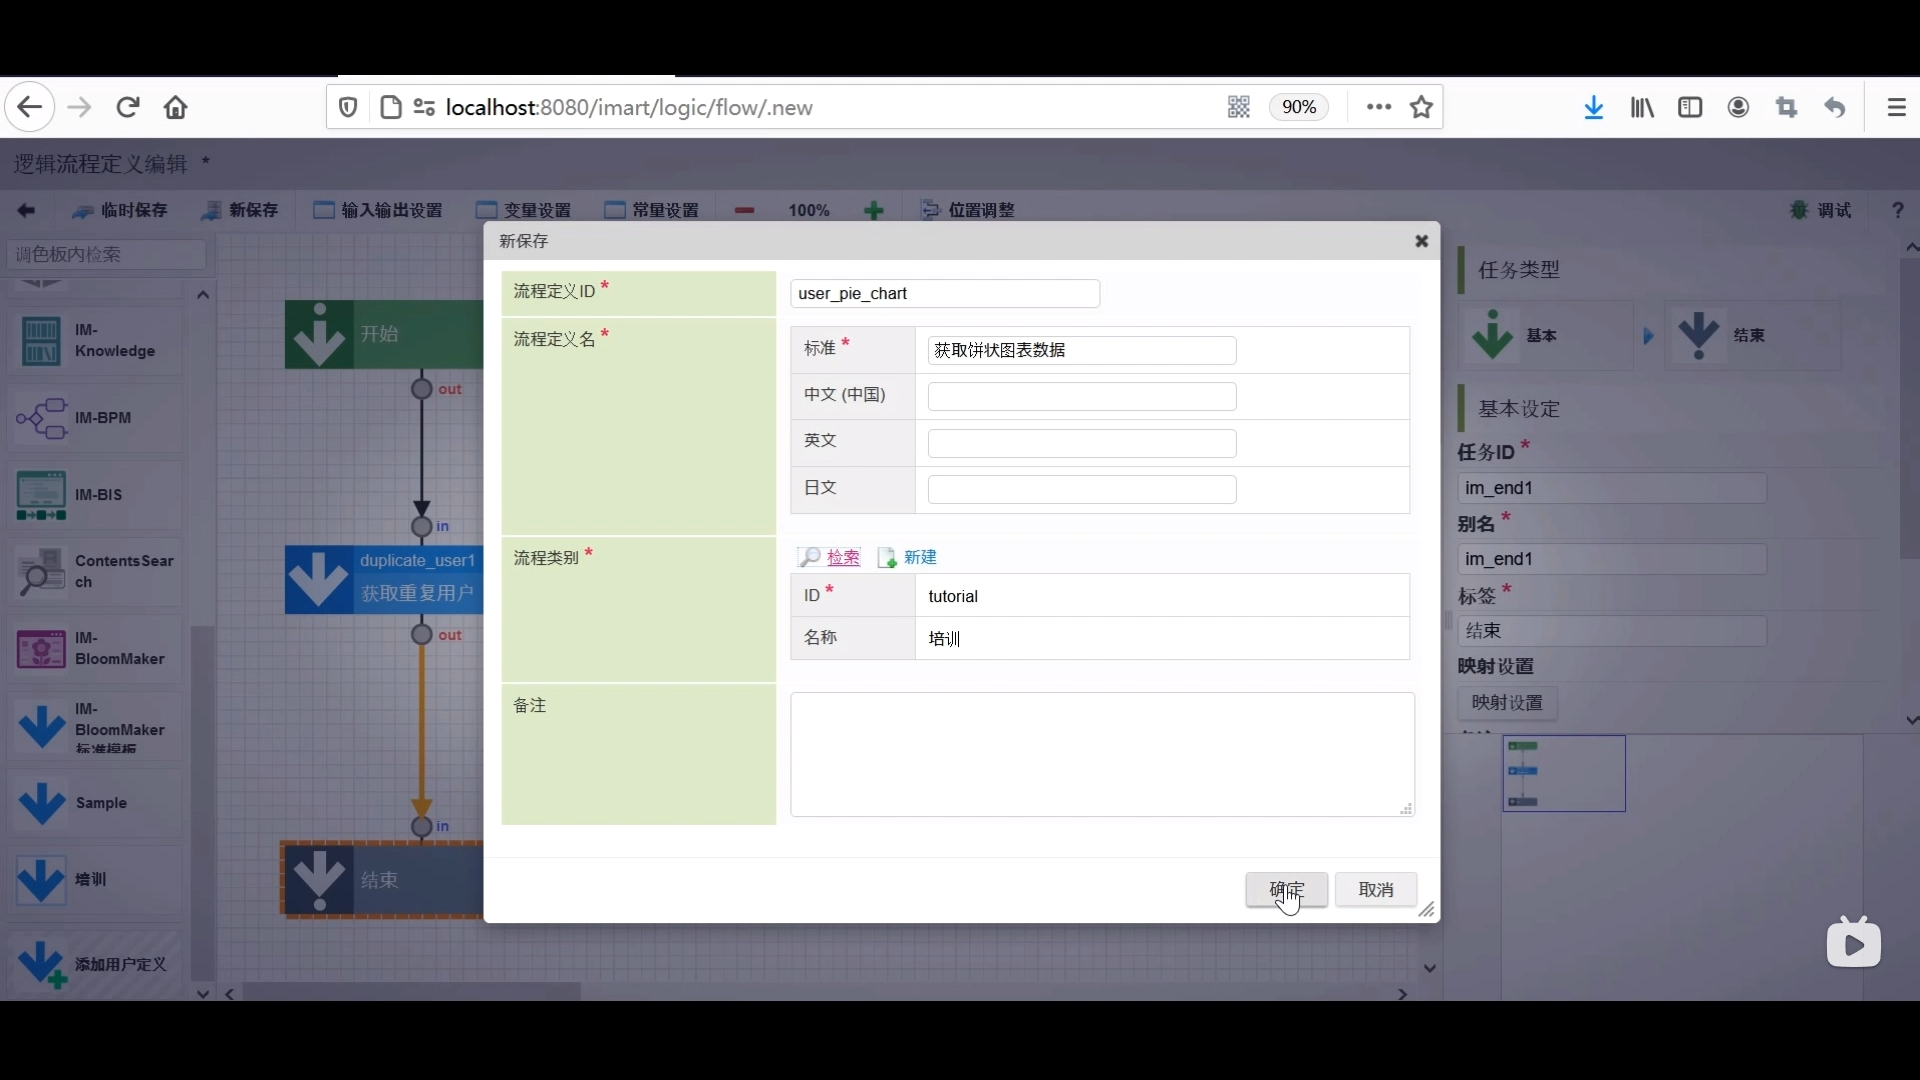 localhost:8080/imart/logic/flow/.new
90%
逻辑流程定义编辑 *
临时保存
新保存
输入输出设置
变量设置
常量设置
100%
位置调整
调试
?
调色板内检索
IM-
Knowledge
IM-BPM
IM-BIS
ContentsSear
ch
IM-
BloomMaker
IM-
BloomMaker
标准模板
Sample
培训
添加用户定义
开始
out
in
duplicate_user1
获取重复用户
out
in
结束
新保存
流程定义ID *
user_pie_chart
流程定义名 *
标准 *
获取饼状图表数据
中文 (中国)
英文
日文
流程类别 *
检索
新建
ID *
tutorial
名称
培训
备注
确定
取消
任务类型
基本
结束
基本设定
任务ID *
im_end1
别名 *
im_end1
标签 *
结束
映射设置
映射设置